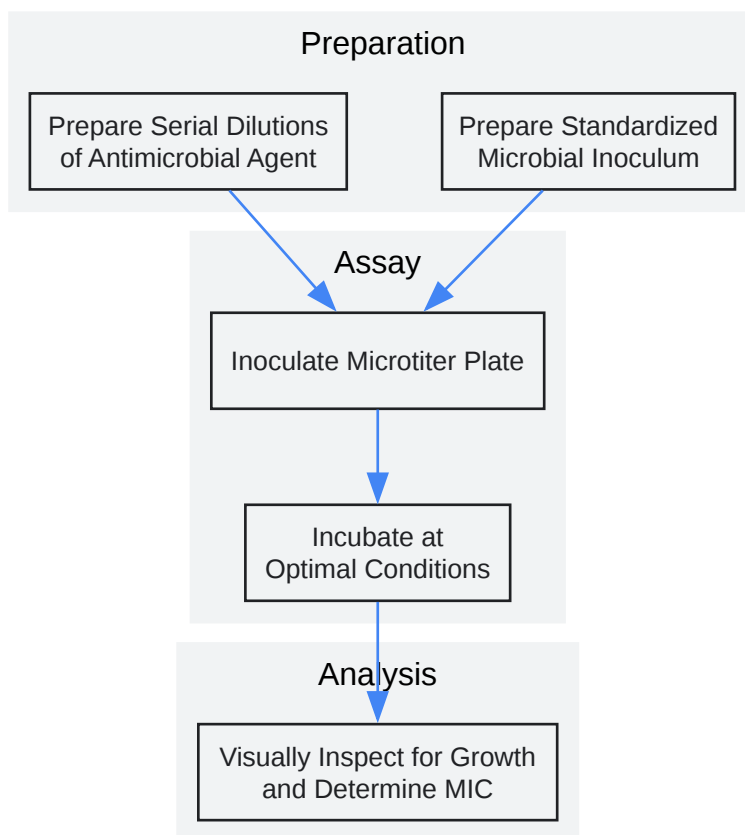 Preparation
Prepare Serial Dilutions
of Antimicrobial Agent
Prepare Standardized
Microbial Inoculum
Assay
Inoculate Microtiter Plate
Incubate at
Optimal Conditions
Analysis
Visually Inspect for Growth
and Determine MIC